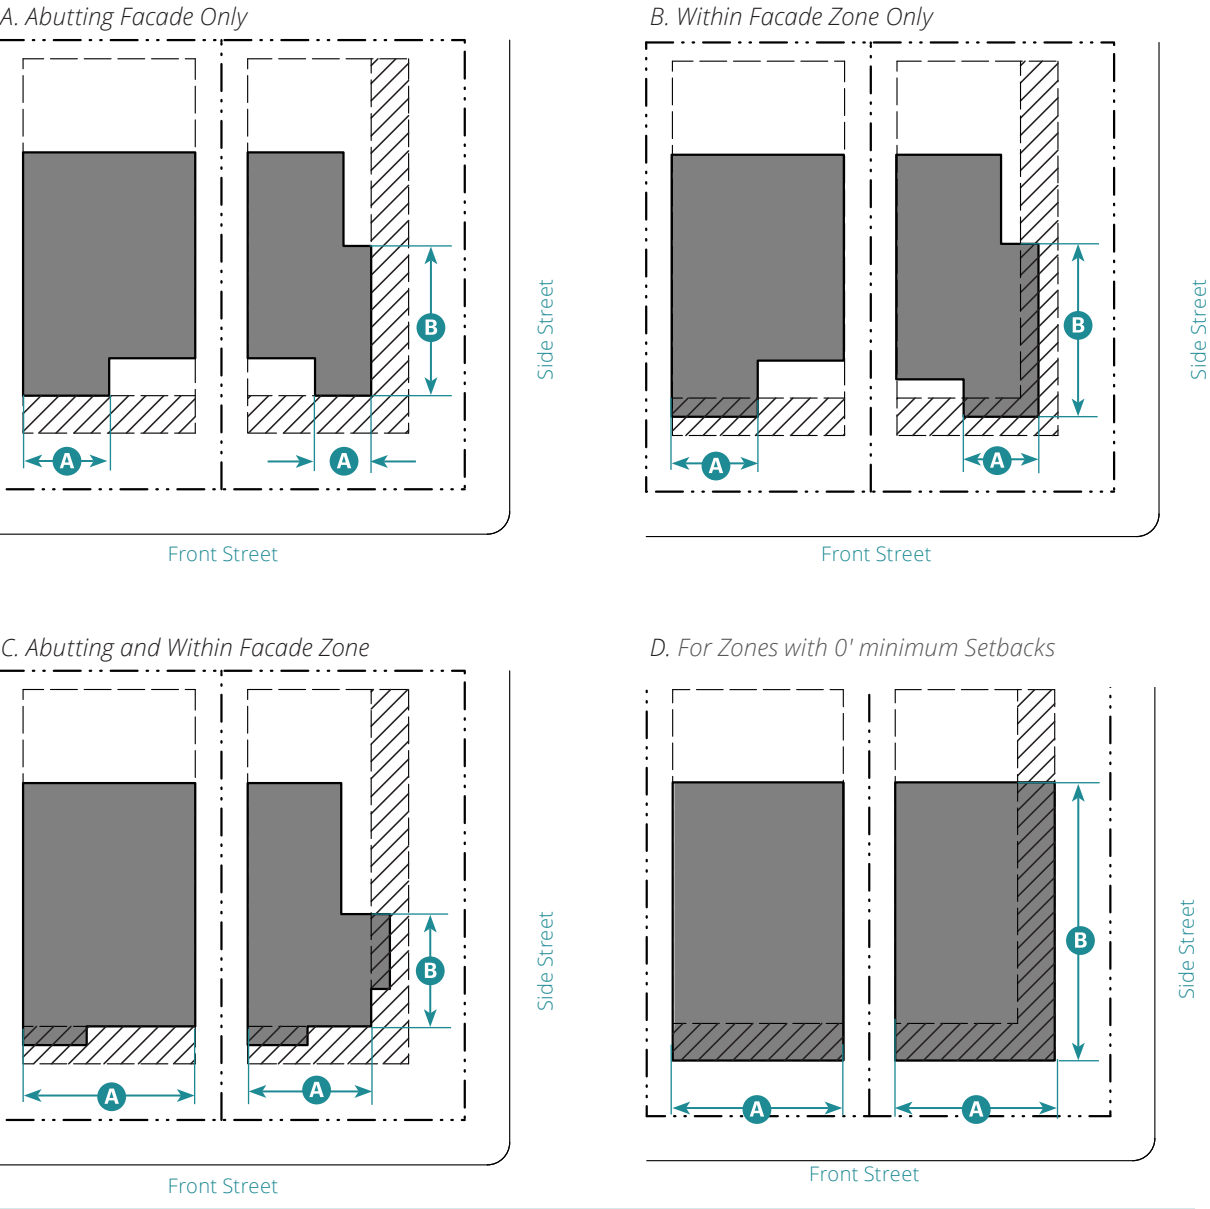 A. Abutting Facade Only
B
A
A
Side Street
Front Street
B. Within Facade Zone Only
B
A
A
Side Street
Front Street
C. Abutting and Within Facade Zone
B
A
A
Side Street
Front Street
D. For Zones with 0' minimum Setbacks
B
A
A
Side Street
Front Street